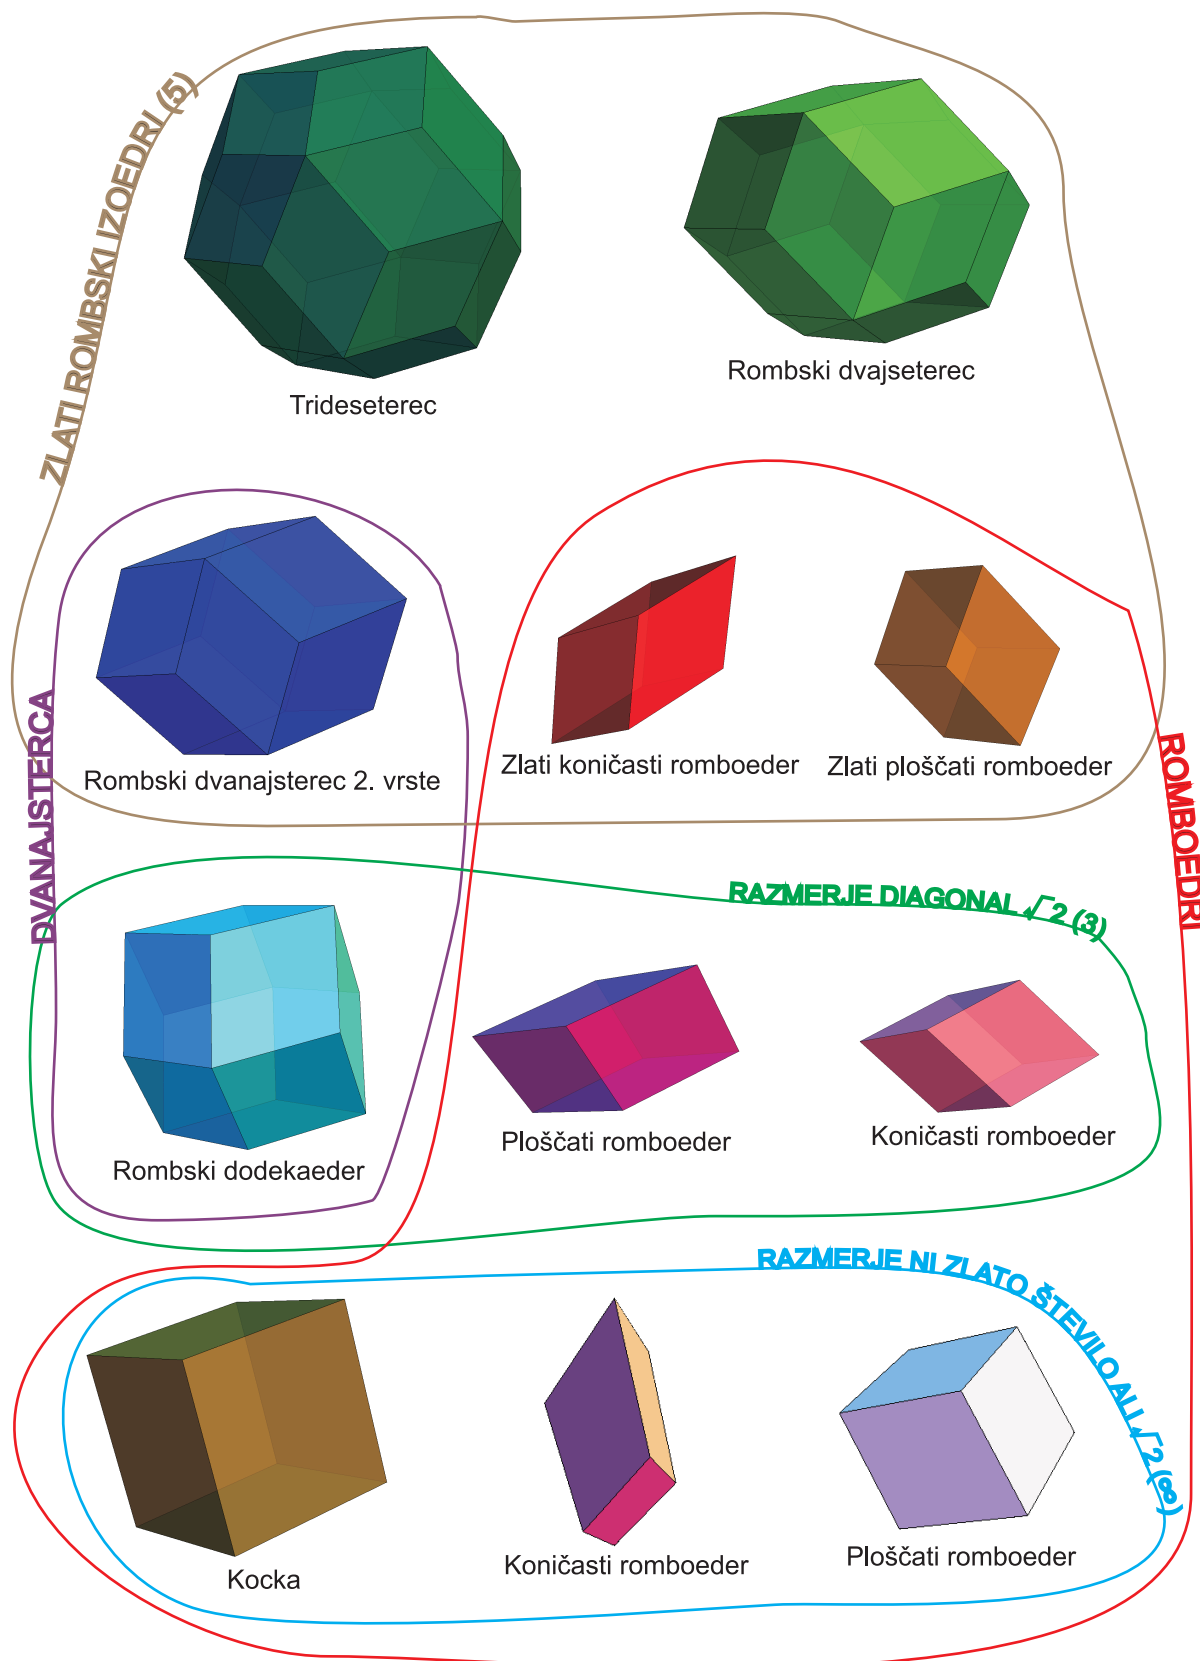 ZLATI ROMBSKI IZOEDRI (5)
Trideseterec
Rombski dvajseterec
Rombski dvanajsterec 2. vrste
Zlati koničasti romboeder
Zlati ploščati romboeder
DVANAJSTERCA
ROMBOEDRI
RAZMERJE DIAGONAL √2 (3)
Rombski dodekaeder
Ploščati romboeder
Koničasti romboeder
RAZMERJE NI ZLATO ŠTEVILO ALI √2 (∞)
Kocka
Koničasti romboeder
Ploščati romboeder